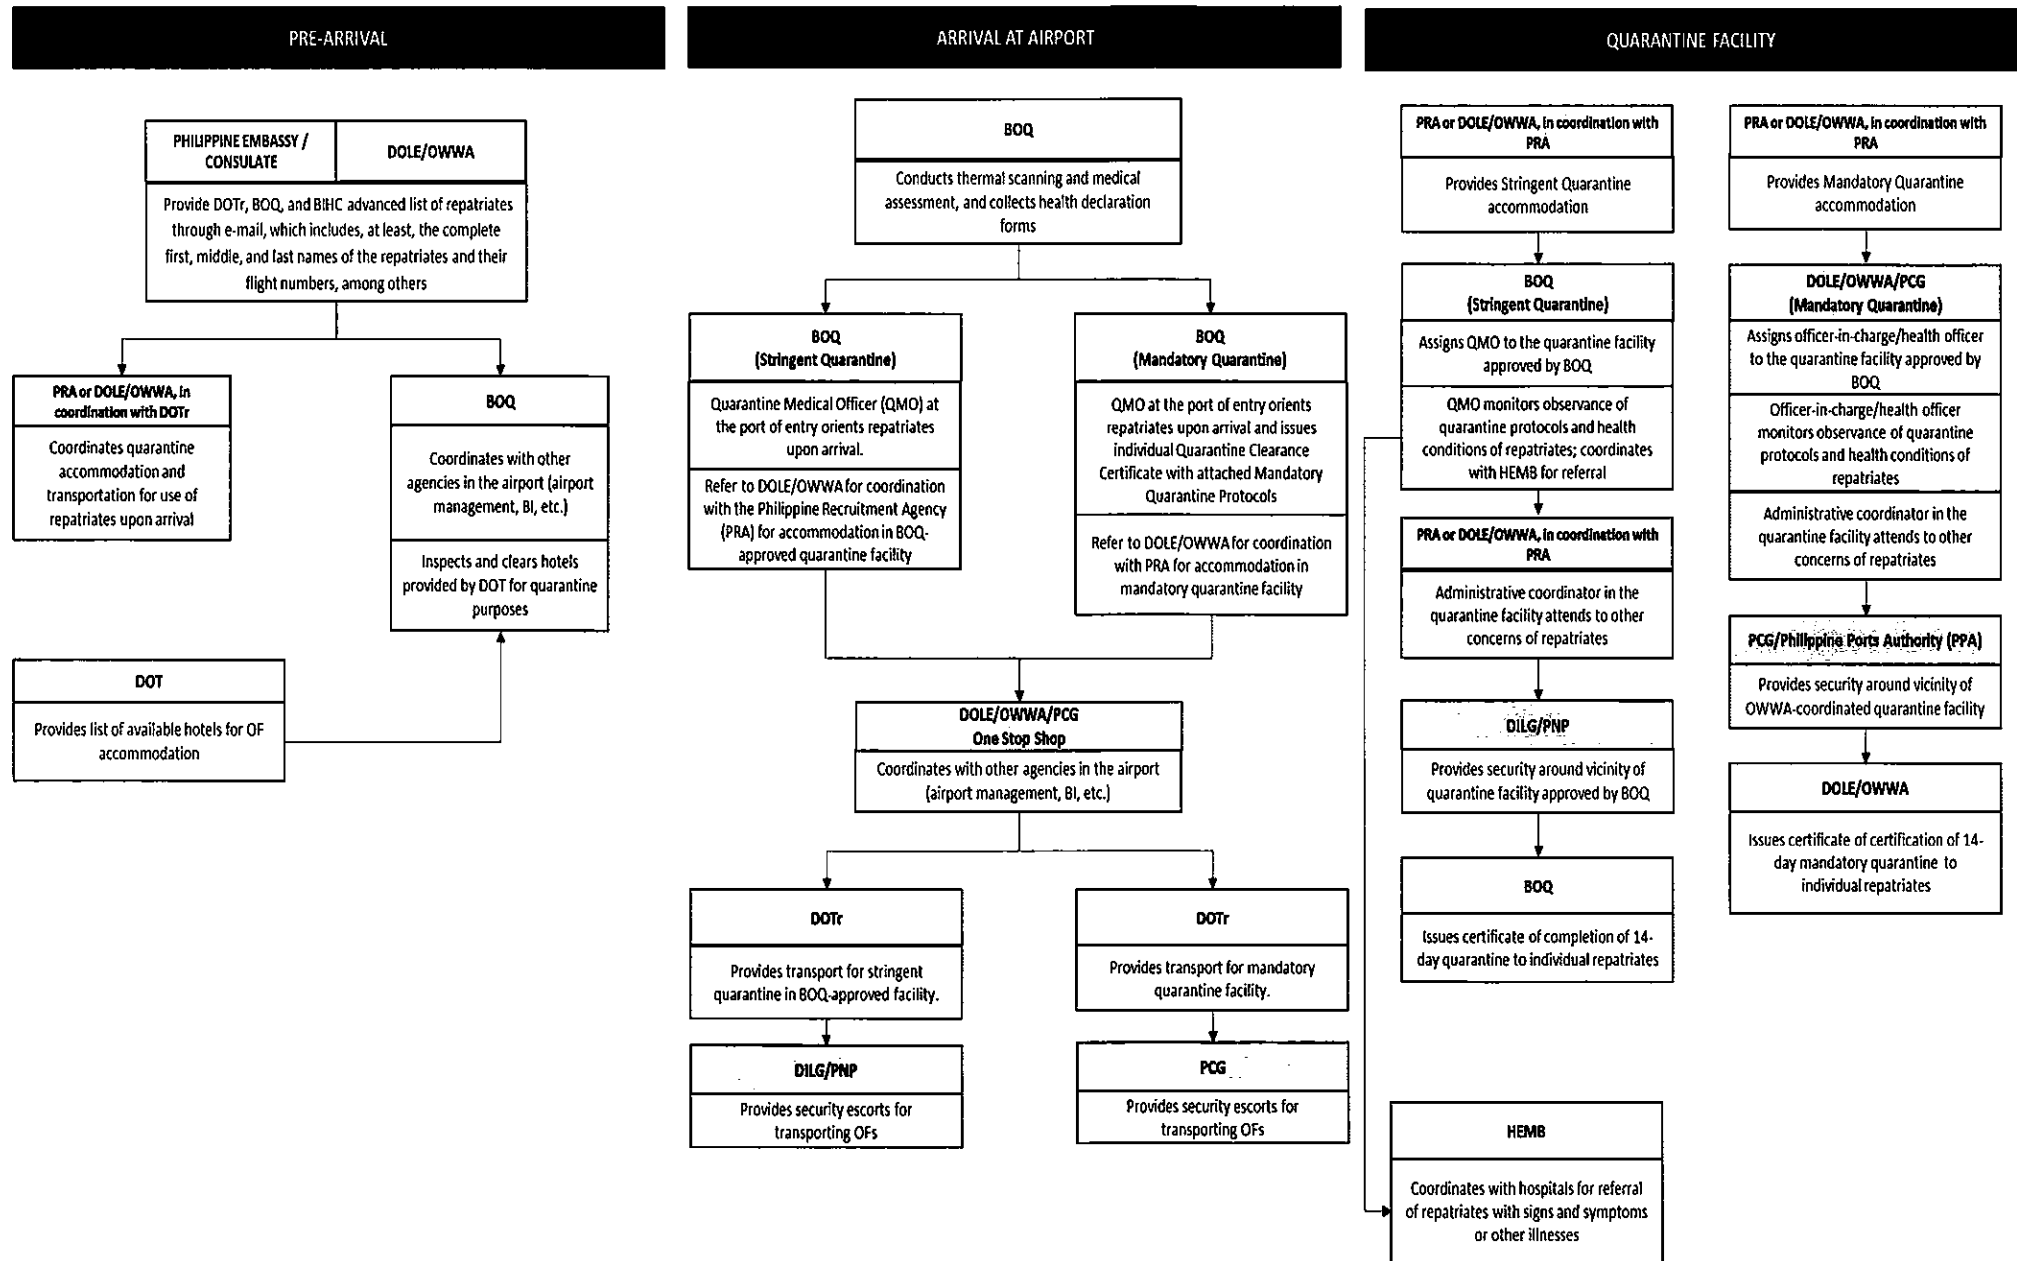 PRE-ARRIVAL
PHILIPPINE EMBASSY /
CONSULATE
DOLE/OWWA
Provide DOTr, BOQ, and BIHC advanced list of repatriates
through e-mail, which includes, at least, the complete
first, middle, and last names of the repatriates and their
flight numbers, among others
PRA or DOLE/OWWA, in
coordination with DOTr
Coordinates quarantine
accommodation and
transportation for use of
repatriates upon arrival
BOQ
Coordinates with other
agencies in the airport (airport
management, BI, etc.)
Inspects and clears hotels
provided by DOT for quarantine
purposes
DOT
Provides list of available hotels for OF
accommodation
ARRIVAL AT AIRPORT
BOQ
Conducts thermal scanning and medical
assessment, and collects health declaration
forms
BOQ
(Stringent Quarantine)
Quarantine Medical Officer (QMO) at
the port of entry orients repatriates
upon arrival.
Refer to DOLE/OWWA for coordination
with the Philippine Recruitment Agency
(PRA) for accommodation in BOQ-
approved quarantine facility
BOQ
(Mandatory Quarantine)
QMO at the port of entry orients
repatriates upon arrival and issues
individual Quarantine Clearance
Certificate with attached Mandatory
Quarantine Protocols
Refer to DOLE/OWWA for coordination
with PRA for accommodation in
mandatory quarantine facility
DOLE/OWWA/PCG
One Stop Shop
Coordinates with other agencies in the airport
(airport management, BI, etc.)
DOTr
Provides transport for stringent
quarantine in BOQ-approved facility.
DILG/PNP
Provides security escorts for
transporting OFs
DOTr
Provides transport for mandatory
quarantine facility.
PCG
Provides security escorts for
transporting OFs
QUARANTINE FACILITY
PRA or DOLE/OWWA, in coordination with
PRA
Provides Stringent Quarantine
accommodation
BOQ
(Stringent Quarantine)
Assigns QMO to the quarantine facility
approved by BOQ
QMO monitors observance of
quarantine protocols and health
conditions of repatriates; coordinates
with HEMB for referral
PRA or DOLE/OWWA, in coordination with
PRA
Administrative coordinator in the
quarantine facility attends to other
concerns of repatriates
DILG/PNP
Provides security around vicinity of
quarantine facility approved by BOQ
BOQ
Issues certificate of completion of 14-
day quarantine to individual repatriates
HEMB
Coordinates with hospitals for referral
of repatriates with signs and symptoms
or other illnesses
PRA or DOLE/OWWA, in coordination with
PRA
Provides Mandatory Quarantine
accommodation
DOLE/OWWA/PCG
(Mandatory Quarantine)
Assigns officer-in-charge/health officer
to the quarantine facility approved by
BOQ
Officer-in-charge/health officer
monitors observance of quarantine
protocols and health conditions of
repatriates
Administrative coordinator in the
quarantine facility attends to other
concerns of repatriates
PCG/Philippine Ports Authority (PPA)
Provides security around vicinity of
OWWA-coordinated quarantine facility
DOLE/OWWA
Issues certificate of certification of 14-
day mandatory quarantine to
individual repatriates